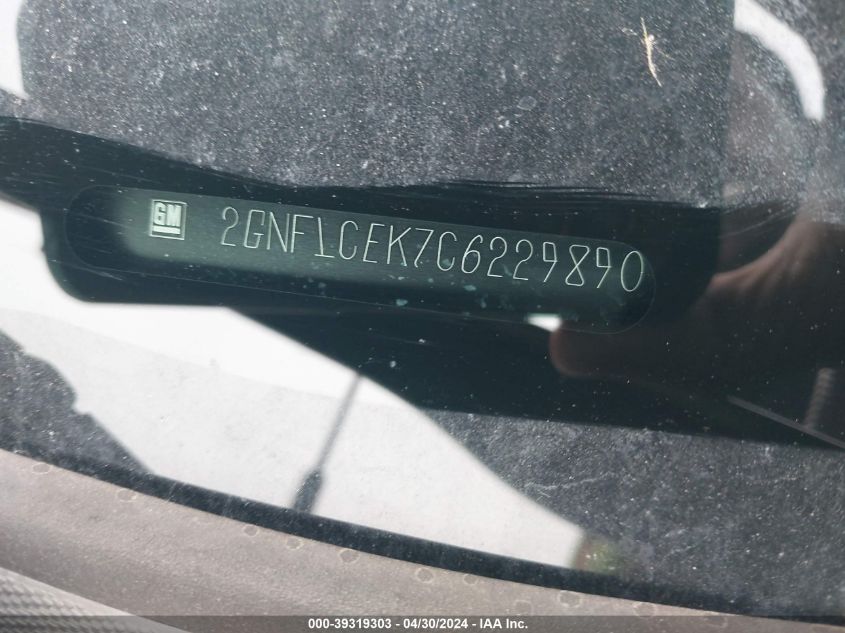 GM 2GNFLCEK7C6229890
000-39319303 - 04/30/2024 - IAA Inc.